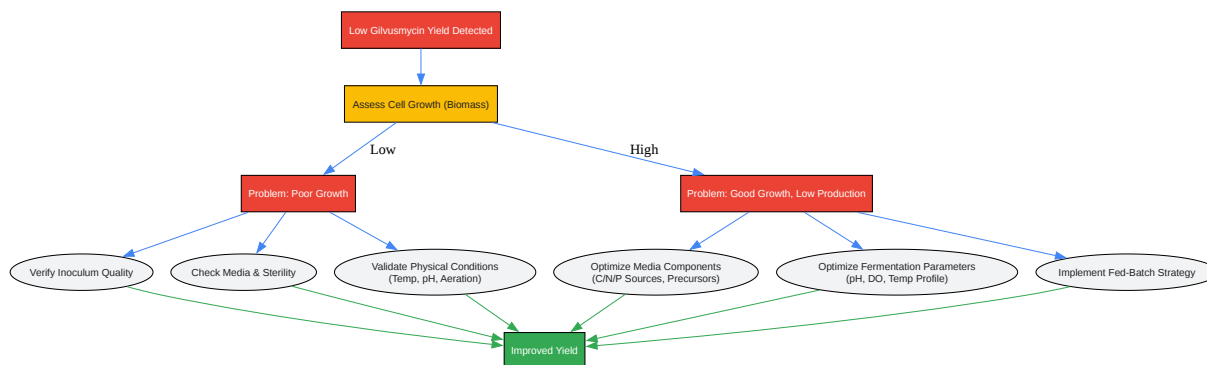 Low Gilvusmycin Yield Detected
Assess Cell Growth (Biomass)
Low
High
Problem: Poor Growth
Problem: Good Growth, Low Production
Verify Inoculum Quality
Check Media & Sterility
Validate Physical Conditions
(Temp, pH, Aeration)
Optimize Media Components
(C/N/P Sources, Precursors)
Optimize Fermentation Parameters
(pH, DO, Temp Profile)
Implement Fed-Batch Strategy
Improved Yield